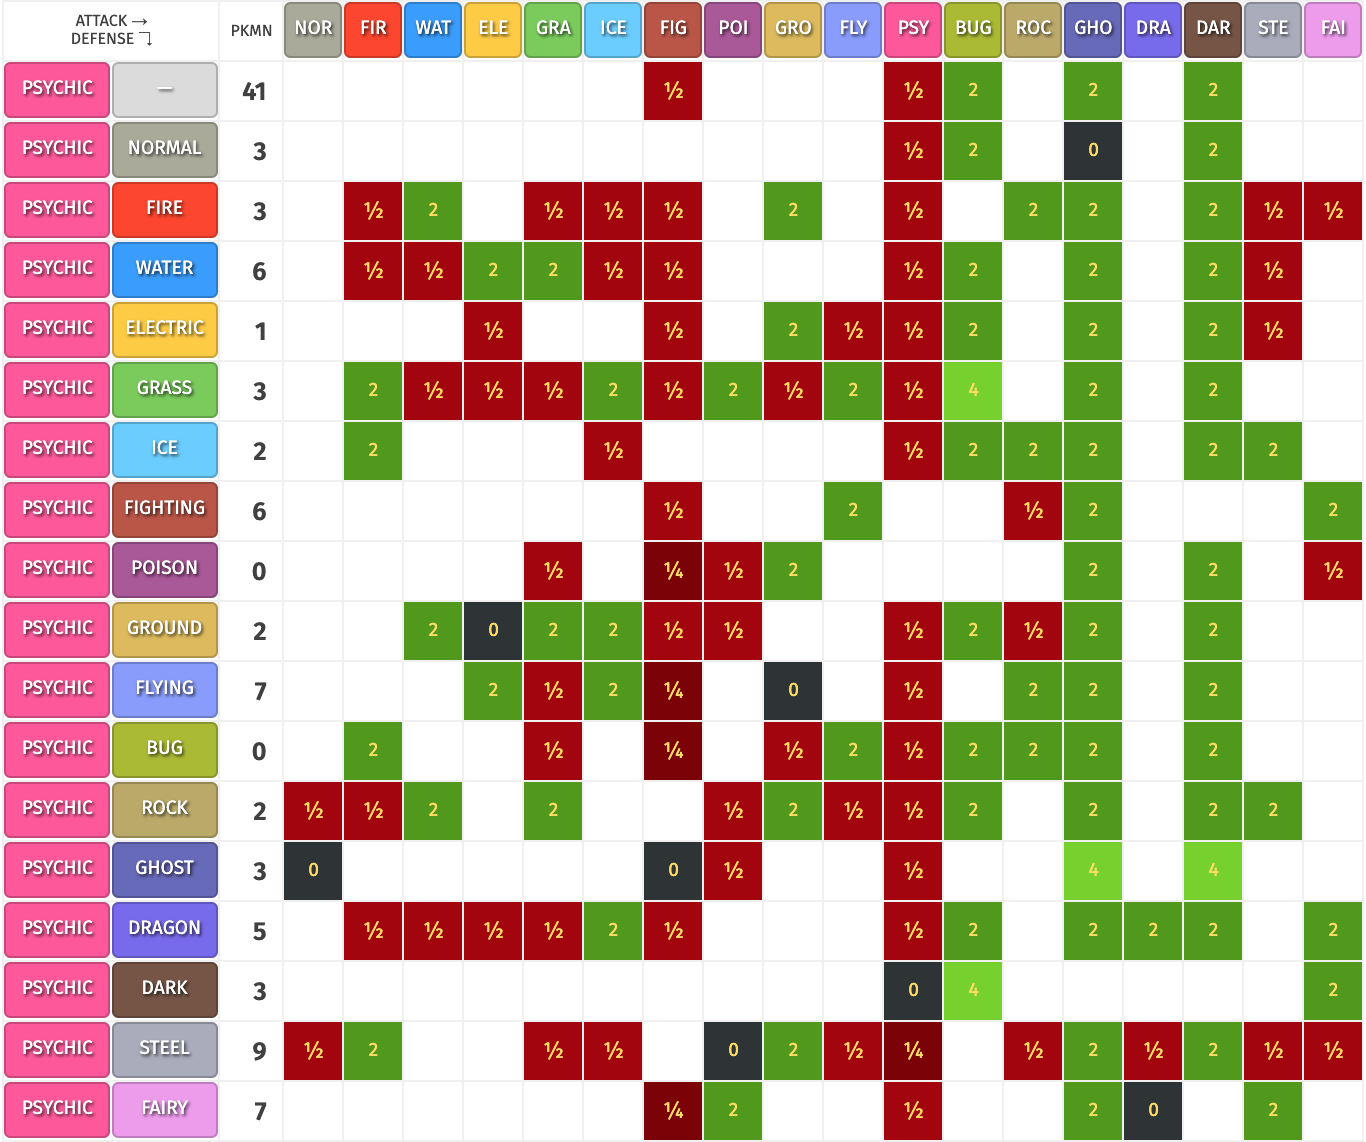 ATTACK →
DEFENSE ⤵
PKMN NOR FIR WAT ELE GRA ICE FIG POI GRO FLY PSY BUG ROC GHO DRA DAR STE FAI
PSYCHIC — 41 ½ ½ 2 2 2
PSYCHIC NORMAL 3 ½ 2 0 2
PSYCHIC FIRE 3 ½ 2 ½ ½ ½ 2 ½ 2 2 2 ½ ½
PSYCHIC WATER 6 ½ ½ 2 2 ½ ½ ½ 2 2 2 ½
PSYCHIC ELECTRIC 1 ½ ½ 2 ½ ½ 2 2 2 ½
PSYCHIC GRASS 3 2 ½ ½ ½ 2 ½ 2 ½ 2 ½ 4 2 2
PSYCHIC ICE 2 2 ½ ½ 2 2 2 2 2
PSYCHIC FIGHTING 6 ½ 2 ½ 2 2
PSYCHIC POISON 0 ½ ¼ ½ 2 2 2 ½
PSYCHIC GROUND 2 2 0 2 2 ½ ½ ½ 2 ½ 2 2
PSYCHIC FLYING 7 2 ½ 2 ¼ 0 ½ 2 2 2
PSYCHIC BUG 0 2 ½ ¼ ½ 2 ½ 2 2 2 2
PSYCHIC ROCK 2 ½ ½ 2 2 ½ 2 ½ ½ 2 2 2 2
PSYCHIC GHOST 3 0 0 ½ ½ 4 4
PSYCHIC DRAGON 5 ½ ½ ½ ½ 2 ½ ½ 2 2 2 2 2
PSYCHIC DARK 3 0 4 2
PSYCHIC STEEL 9 ½ 2 ½ ½ 0 2 ½ ¼ ½ 2 ½ 2 ½ ½
PSYCHIC FAIRY 7 ¼ 2 ½ 2 0 2